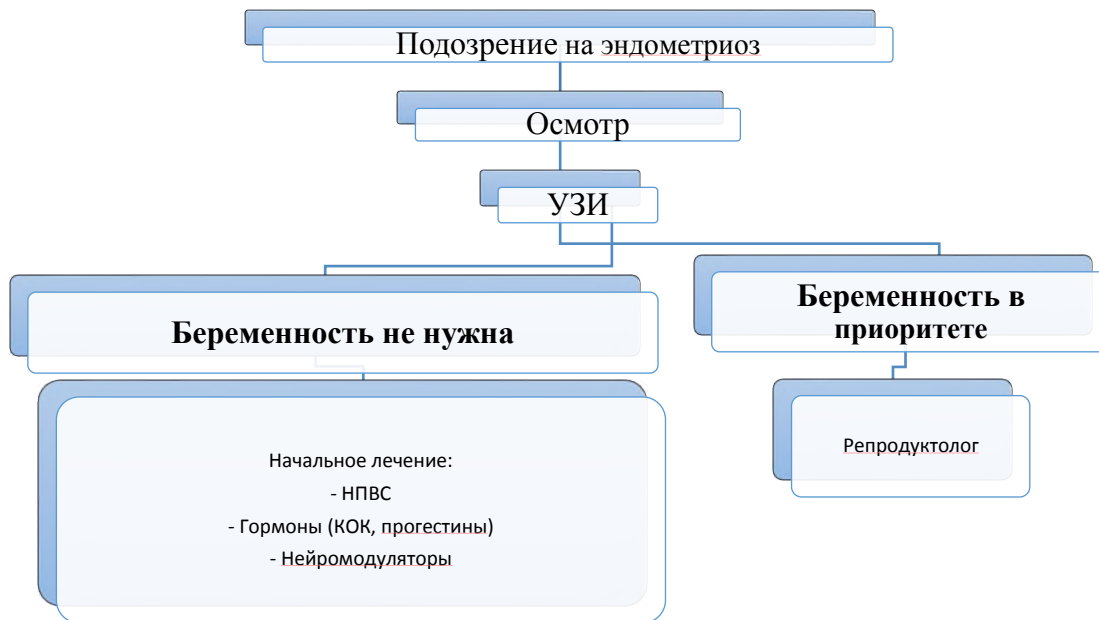 Подозрение на эндометриоз
Осмотр
УЗИ
Беременность не нужна
Начальное лечение:
- НПВС
- Гормоны (КОК, прогестины)
- Нейромодуляторы
Беременность в
приоритете
Репродуктолог